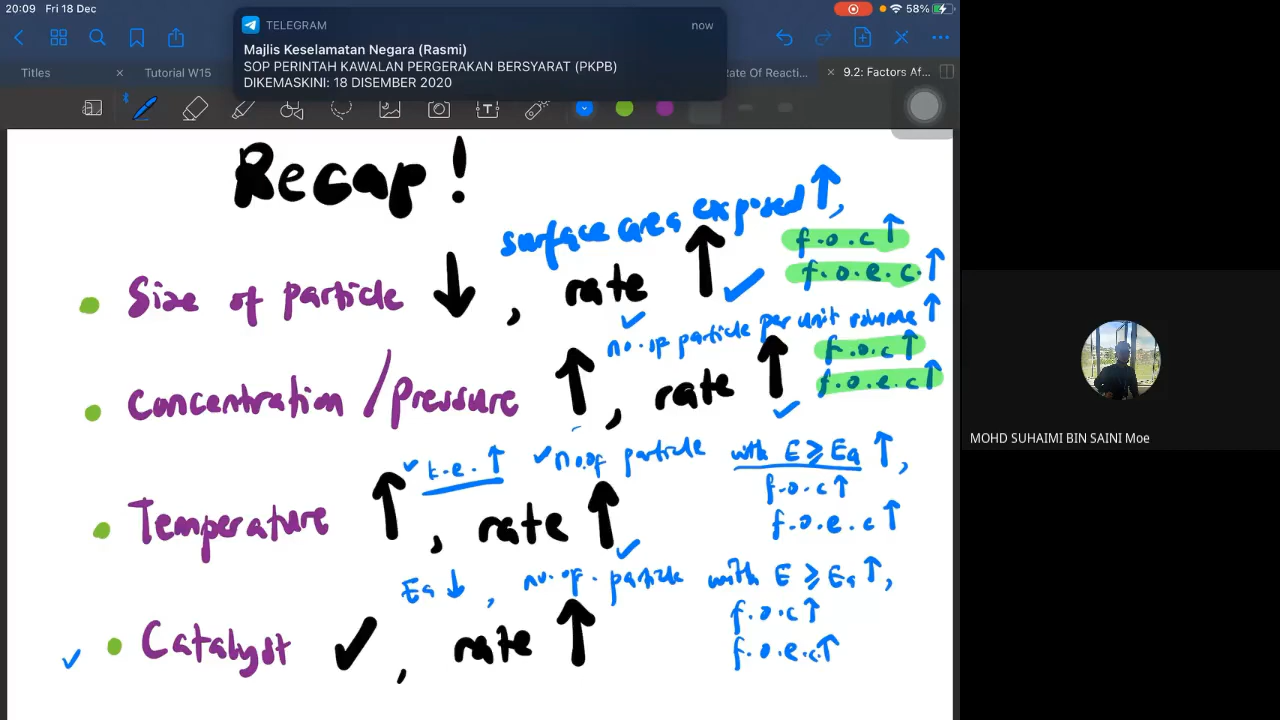 20:09 Fri 18 Dec
58%
TELEGRAM
now
Majlis Keselamatan Negara (Rasmi)
SOP PERINTAH KAWALAN PERGERAKAN BERSYARAT (PKPB)
DIKEMASKINI: 18 DISEMBER 2020
Titles
Tutorial W15
ate Of Reacti...
9.2: Factors Af...
Recap!
surface area exposed ↑,
f.o.c ↑
f.o.e.c. ↑
• Size of particle ↓, rate ↑ ✓
✓ no. of particle per unit volume ↑
f.o.c ↑
f.o.e.c ↑
• Concentration / pressure ↑, rate ↑ ✓
✓ k.e. ↑ ✓ no. of particle with E ⩾ Ea ↑,
f.o.c ↑
f.o.e.c ↑
• Temperature ↑, rate ↑ ✓
Ea ↓, no. of. particle with E ⩾ Ea ↑,
f.o.c ↑
f.o.e.c. ↑
✓ • Catalyst ✓, rate ↑
MOHD SUHAIMI BIN SAINI Moe